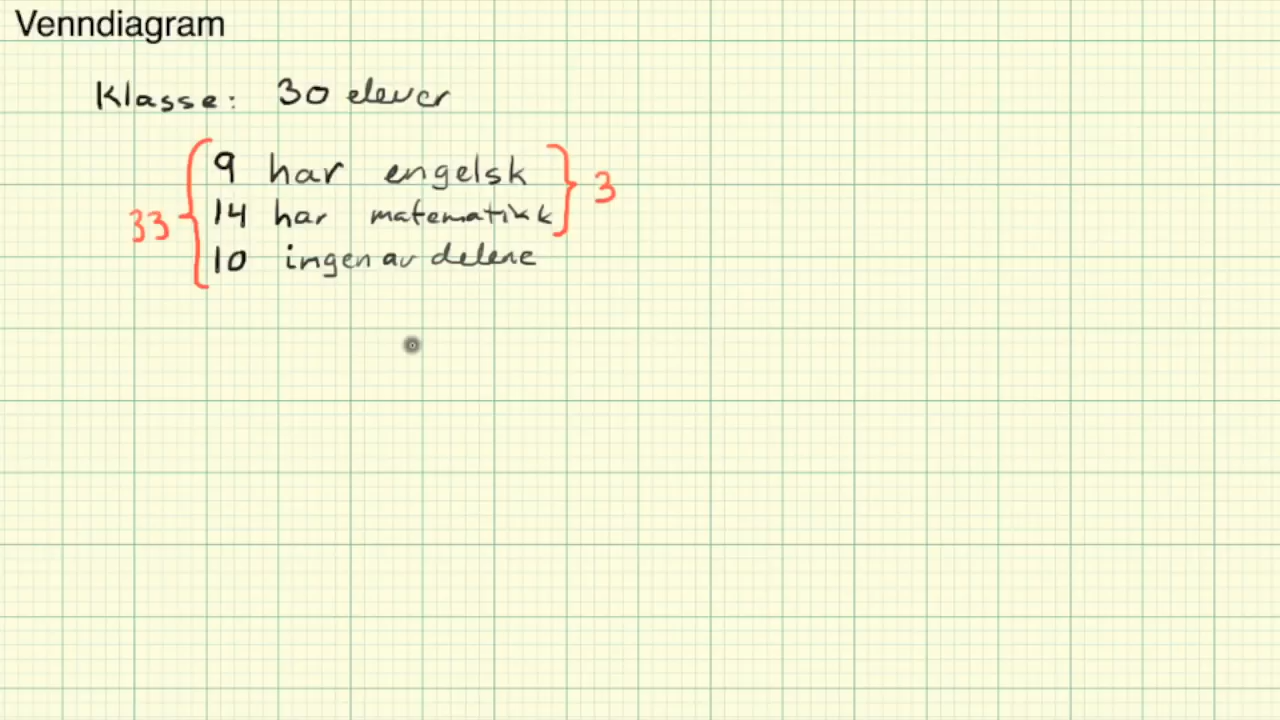 Venndiagram
Klasse: 30 elever
9 har engelsk
14 har matematikk
10 ingen av delene
33
3